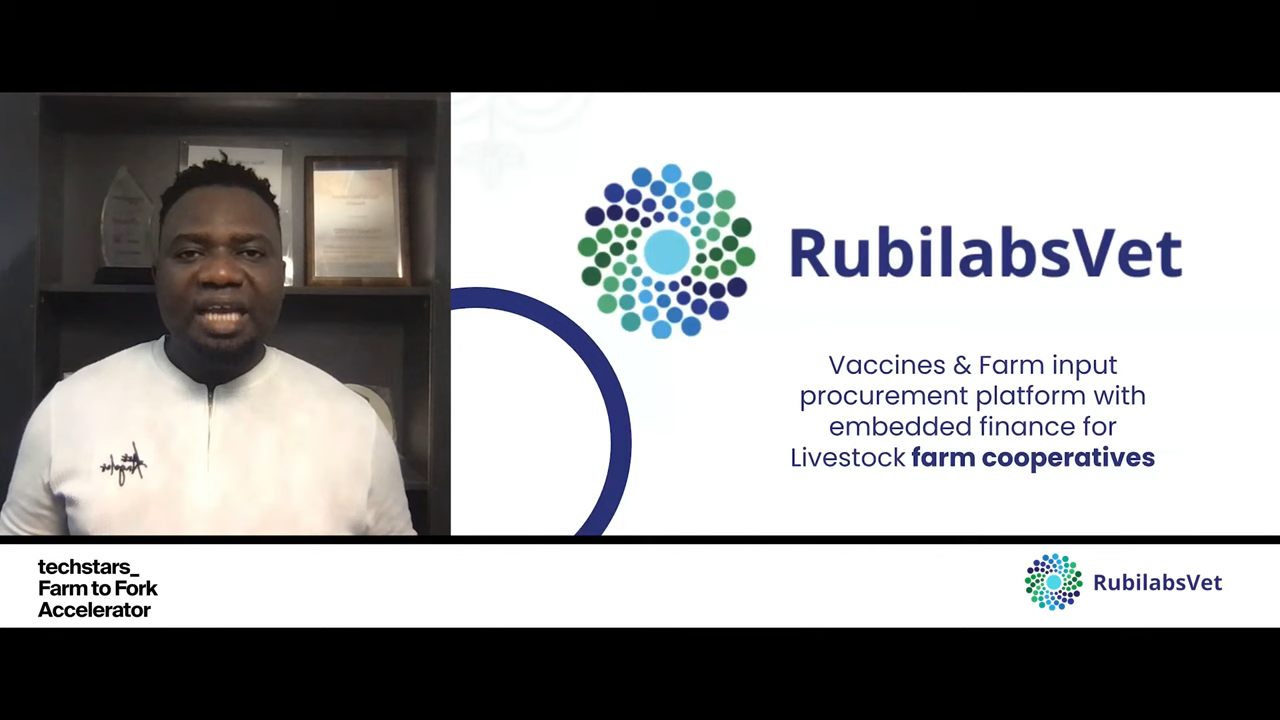 RubilabsVet
Vaccines & Farm input
procurement platform with
embedded finance for
Livestock farm cooperatives
techstars_
Farm to Fork
Accelerator
RubilabsVet